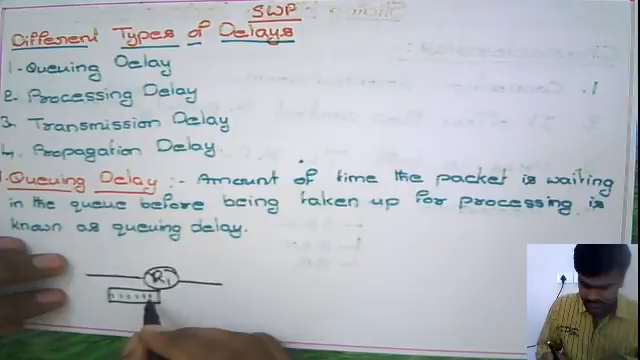 SWP
Different Types of Delays
1. Queuing Delay
2. Processing Delay
3. Transmission Delay
4. Propagation Delay.
1. Queuing Delay :- Amount of time the packet is waiting
in the queue before being taken up for processing is
known as queuing delay.
R1